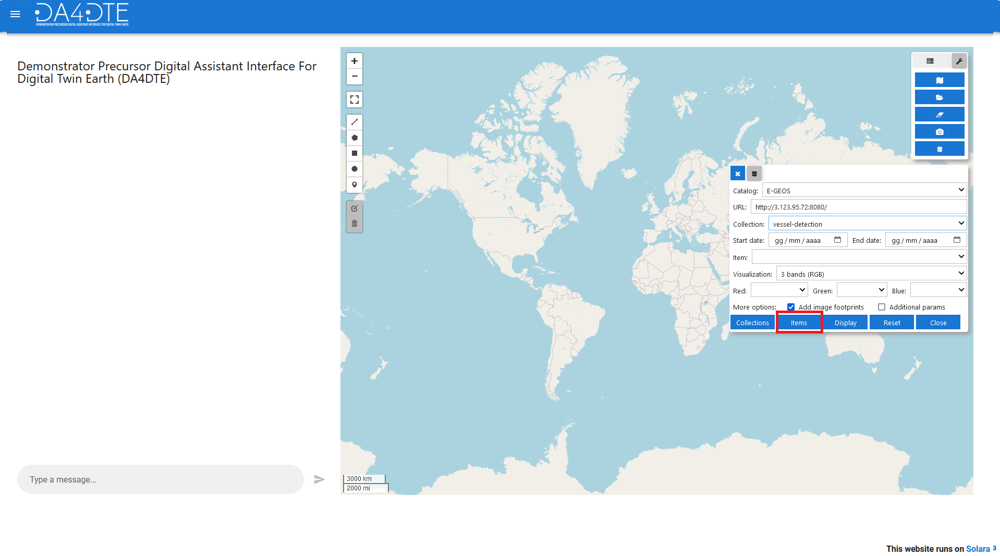 DA4DTE
DEMONSTRATOR PRECURSOR DIGITAL ASSISTANT INTERFACE FOR DIGITAL TWIN EARTH
Demonstrator Precursor Digital Assistant Interface For
Digital Twin Earth (DA4DTE)
+
−
Catalog: E-GEOS
URL: http://3.123.95.72:8080/
Collection: vessel-detection
Start date: gg/mm/aaaa End date: gg/mm/aaaa
Item:
Visualization: 3 bands (RGB)
Red: Green: Blue:
More options: Add image footprints Additional params
Collections Items Display Reset Close
Type a message...
3000 km
2000 mi
This website runs on Solara a